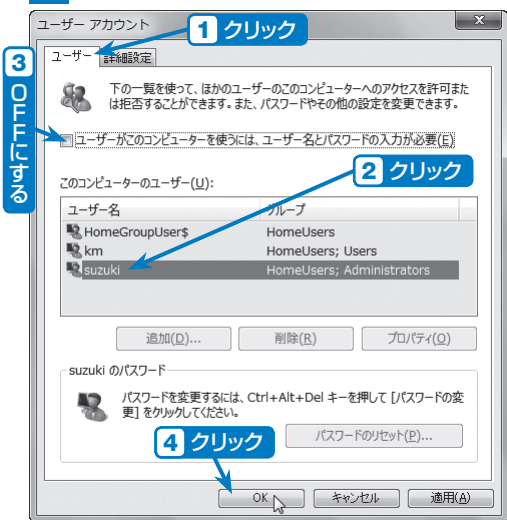 ユーザー アカウント
1 クリック
ユーザー 詳細設定
3 OFFにする
下の一覧を使って、ほかのユーザーのこのコンピューターへのアクセスを許可また
は拒否することができます。また、パスワードやその他の設定を変更できます。
ユーザーがこのコンピューターを使うには、ユーザー名とパスワードの入力が必要(E)
2 クリック
このコンピューターのユーザー(U):
ユーザー名 グループ
HomeGroupUser$ HomeUsers
km HomeUsers; Users
suzuki HomeUsers; Administrators
追加(D)... 削除(R) プロパティ(O)
suzuki のパスワード
パスワードを変更するには、Ctrl+Alt+Del キーを押して [パスワードの変
更] をクリックしてください。
4 クリック
パスワードのリセット(P)...
OK キャンセル 適用(A)